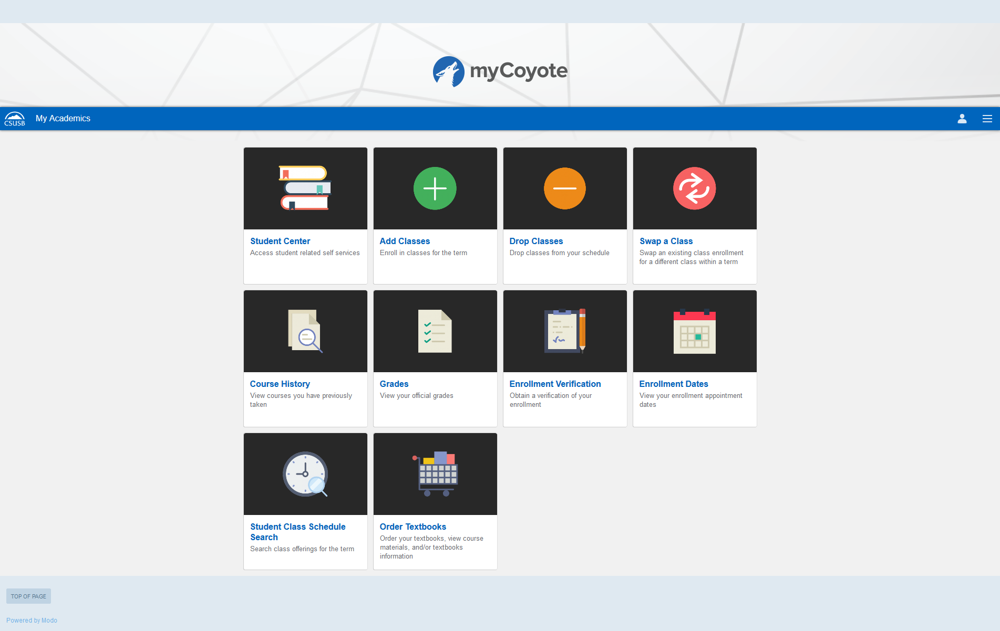 myCoyote
CSUSB
My Academics
Student Center
Access student related self services
Add Classes
Enroll in classes for the term
Drop Classes
Drop classes from your schedule
Swap a Class
Swap an existing class enrollment
for a different class within a term
Course History
View courses you have previously
taken
Grades
View your official grades
Enrollment Verification
Obtain a verification of your
enrollment
Enrollment Dates
View your enrollment appointment
dates
Student Class Schedule
Search
Search class offerings for the term
Order Textbooks
Order your textbooks, view course
materials, and/or textbooks
information
TOP OF PAGE
Powered by Modo